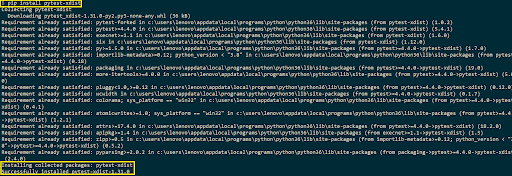 pip install pytest-xdist
Collecting pytest-xdist
Downloading pytest_xdist-1.31.0-py2.py3-none-any.whl (36 kB)
Requirement already satisfied: pytest-forked in c:\users\lenovo\appdata\local\programs\python\python36\lib\site-packages (from pytest-xdist) (1.0.2)
Requirement already satisfied: pytest>=4.4.0 in c:\users\lenovo\appdata\local\programs\python\python36\lib\site-packages (from pytest-xdist) (5.4.1)
Requirement already satisfied: execnet>=1.1 in c:\users\lenovo\appdata\local\programs\python\python36\lib\site-packages (from pytest-xdist)
Requirement already satisfied: six in c:\users\lenovo\appdata\local\programs\python\python36\lib\site-packages (from pytest-xdist) (1.12.0)
Requirement already satisfied: py>=1.5.0 in c:\users\lenovo\appdata\local\programs\python\python36\lib\site-packages (from pytest>=4.4.0->pytest-xdist)
Requirement already satisfied: importlib-metadata>=0.12; python_version < "3.8" in c:\users\lenovo\appdata\local\programs\python\python36\lib\site-packages (from pytest>
=4.4.0->pytest-xdist) (0.18)
Requirement already satisfied: packaging in c:\users\lenovo\appdata\local\programs\python\python36\lib\site-packages (from pytest>=4.4.0->pytest-xdist)
Requirement already satisfied: more-itertools>=4.0.0 in c:\users\lenovo\appdata\local\programs\python\python36\lib\site-packages (from pytest>=4.4.0->pytest-xdist)
Requirement already satisfied: pluggy in c:\users\lenovo\appdata\local\programs\python\python36\lib\site-packages (from pytest>=4.4.0->pytest-xdist) (0.12.0)
Requirement already satisfied: wcwidth in c:\users\lenovo\appdata\local\programs\python\python36\lib\site-packages (from pytest>=4.4.0->pytest-xdist) (0.1.7)
Requirement already satisfied: colorama; sys_platform == "win32" in c:\users\lenovo\appdata\local\programs\python\python36\lib\site-packages (from pytest>=4.4.0->pytest-xdist)
(0.4.1)
Requirement already satisfied: atomicwrites>=1.0; sys_platform == "win32" in c:\users\lenovo\appdata\local\programs\python\python36\lib\site-packages (from pytest>=4.4.0->pytest-xdist)
Requirement already satisfied: attrs>=17.4.0 in c:\users\lenovo\appdata\local\programs\python\python36\lib\site-packages (from pytest>=4.4.0->pytest-xdist)
Requirement already satisfied: apipkg>=1.4 in c:\users\lenovo\appdata\local\programs\python\python36\lib\site-packages (from execnet>=1.1->pytest-xdist) (1.5)
Requirement already satisfied: zipp>=0.5 in c:\users\lenovo\appdata\local\programs\python\python36\lib\site-packages (from importlib-metadata>=0.12; python_version <
Requirement already satisfied: pyparsing>=2.0.2 in c:\users\lenovo\appdata\local\programs\python\python36\lib\site-packages (from packaging->pytest>=4.4.0->pytest-xdist)
(2.4.0)
Installing collected packages: pytest-xdist
Successfully installed pytest-xdist-1.31.0